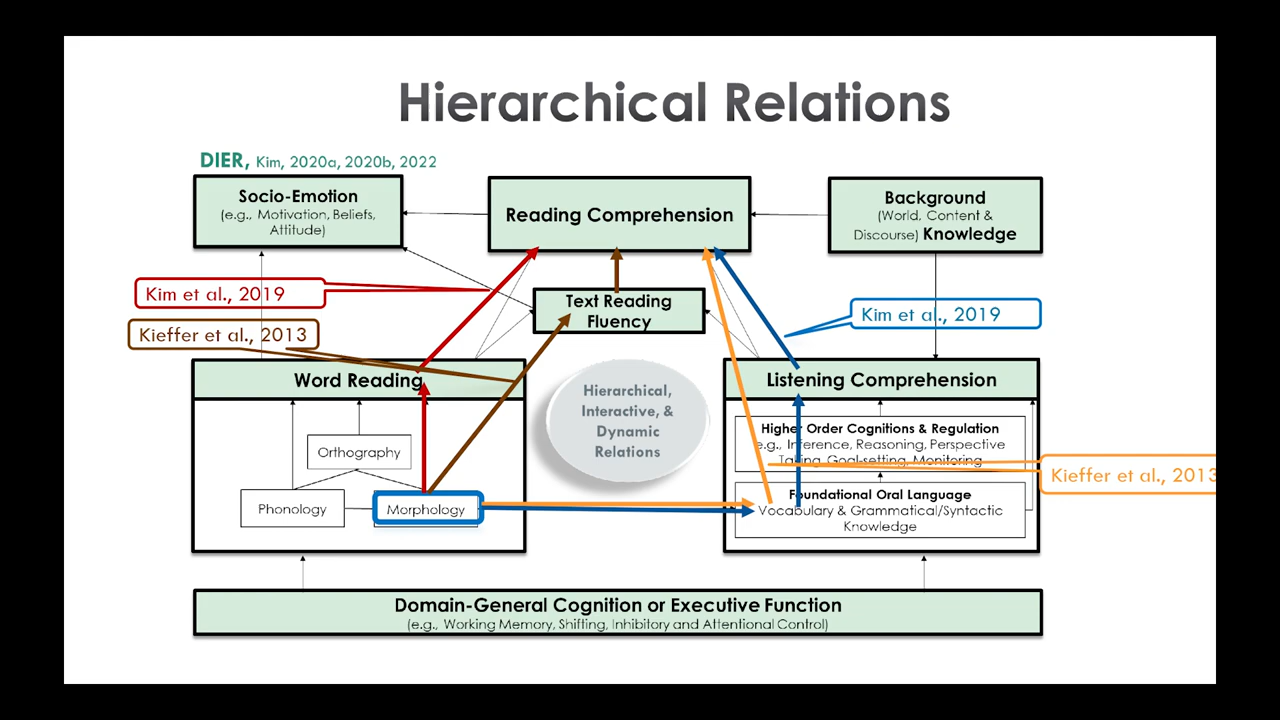 Hierarchical Relations
DIER, Kim, 2020a, 2020b, 2022
Socio-Emotion
(e.g., Motivation, Beliefs,
Attitude)
Reading Comprehension
Background
(World, Content &
Discourse) Knowledge
Kim et al., 2019
Kieffer et al., 2013
Text Reading
Fluency
Kim et al., 2019
Word Reading
Orthography
Phonology
Morphology
Hierarchical,
Interactive, &
Dynamic
Relations
Listening Comprehension
Higher Order Cognitions & Regulation
e.g., Inference, Reasoning, Perspective
Taking, Goal-setting, Monitoring
Kieffer et al., 2013
Foundational Oral Language
Vocabulary & Grammatical/Syntactic
Knowledge
Domain-General Cognition or Executive Function
(e.g., Working Memory, Shifting, Inhibitory and Attentional Control)